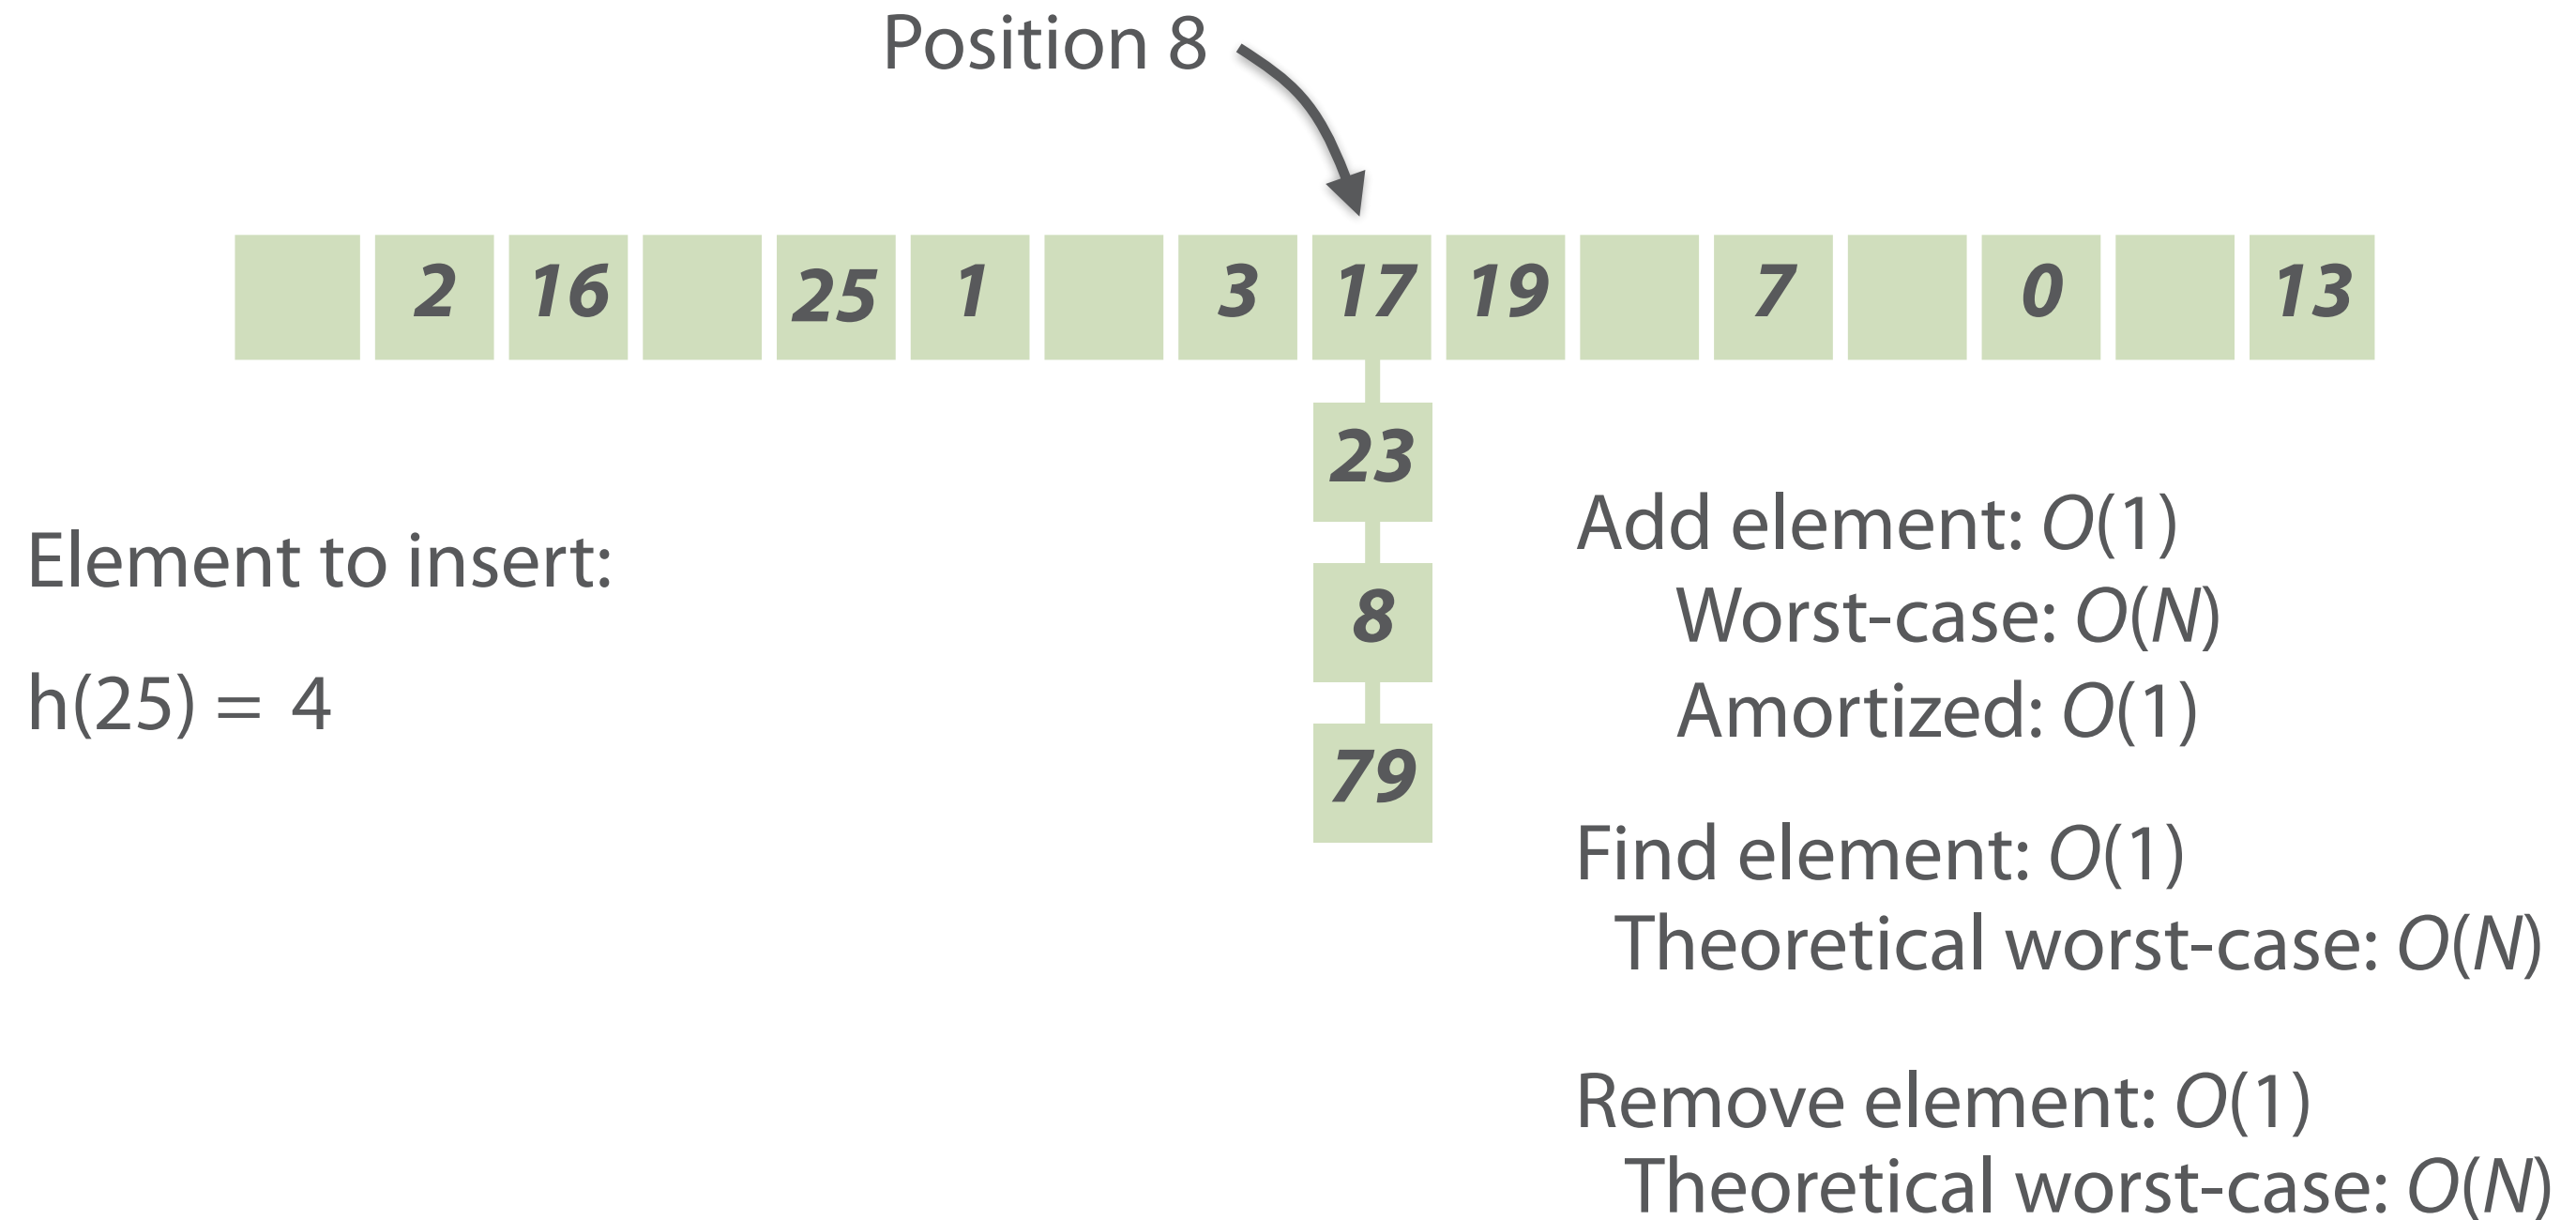 Position 8
2 16 25 1 3 17 19 7 0 13
23
8
79
Element to insert:
h(25) = 4
Add element: O(1)
Worst-case: O(N)
Amortized: O(1)
Find element: O(1)
Theoretical worst-case: O(N)
Remove element: O(1)
Theoretical worst-case: O(N)